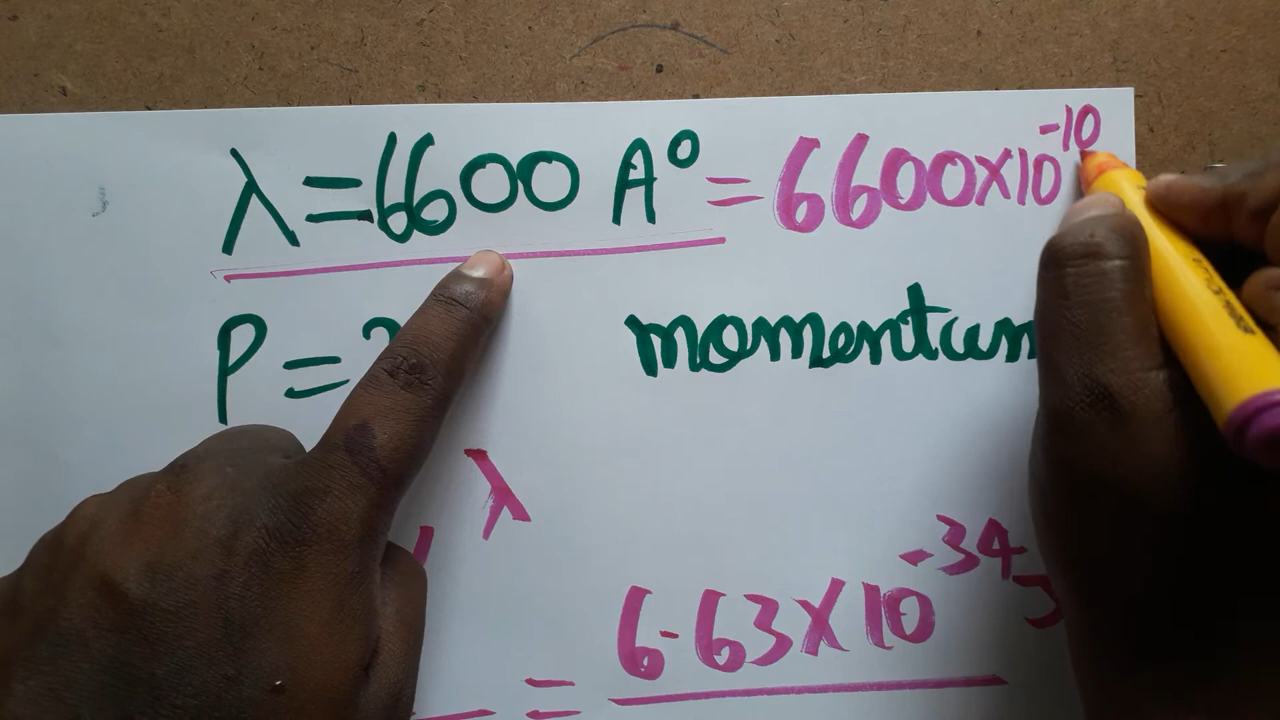 λ = 6600 A° = 6600×10⁻¹⁰
P = ? momentum
λ
= 6.63×10⁻³⁴ J